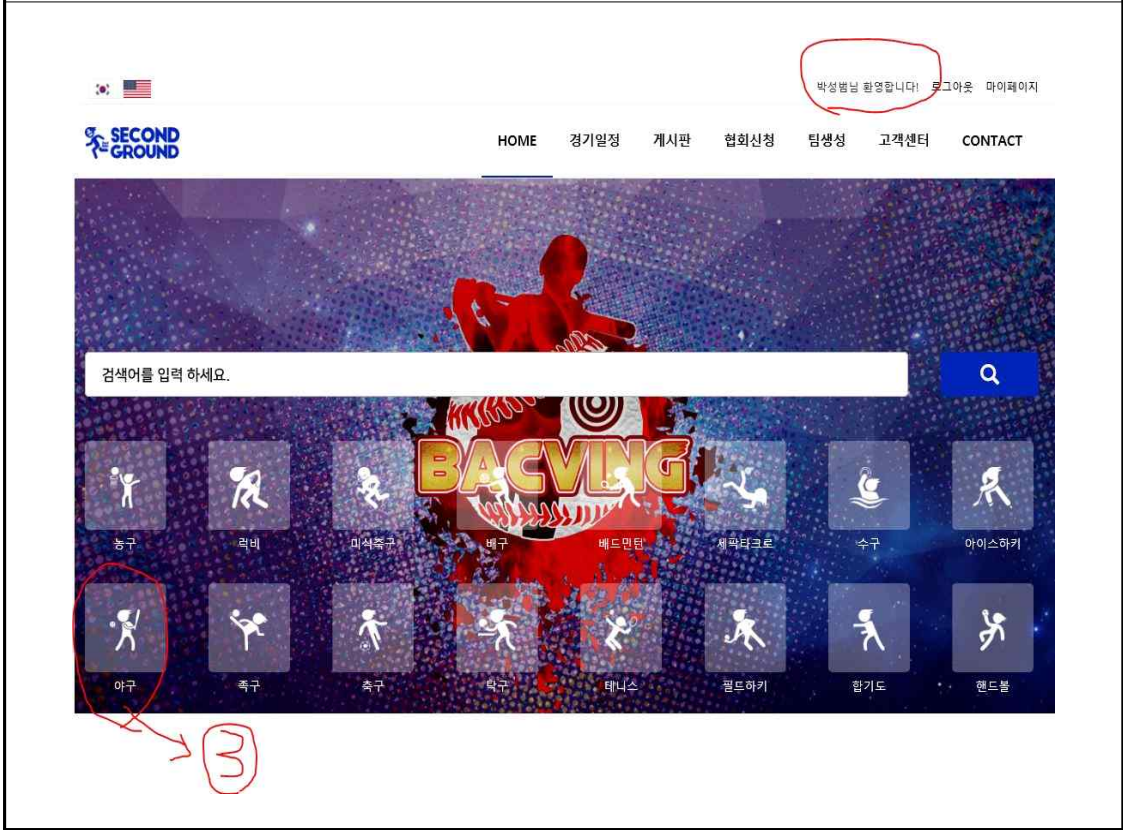 박성범님 환영합니다! 로그아웃 마이페이지
SECOND
GROUND
HOME 경기일정 게시판 협회신청 팀생성 고객센터 CONTACT
검색어를 입력 하세요.
BACVING
농구 럭비 미식축구 배구 배드민턴 세팍타크로 수구 아이스하키
야구 족구 축구 탁구 테니스 필드하키 합기도 핸드볼
3